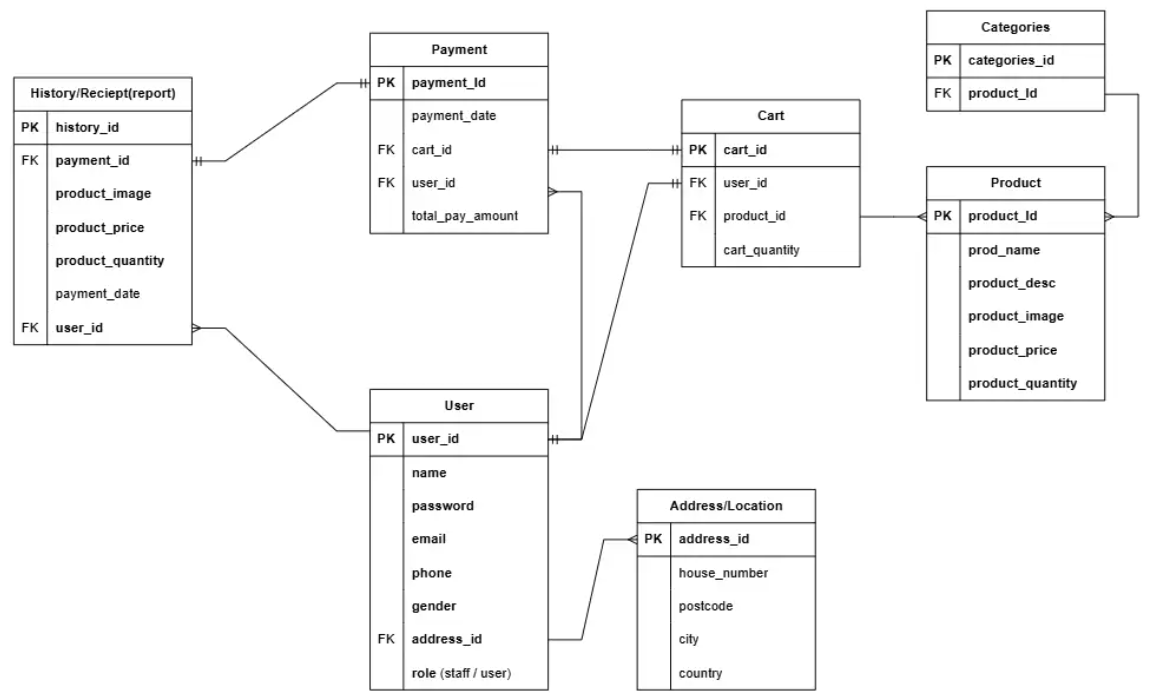 History/Reciept(report)
PK history_id
FK payment_id
product_image
product_price
product_quantity
payment_date
FK user_id
Payment
PK payment_Id
payment_date
FK cart_id
FK user_id
total_pay_amount
Cart
PK cart_id
FK user_id
FK product_id
cart_quantity
Categories
PK categories_id
FK product_Id
Product
PK product_Id
prod_name
product_desc
product_image
product_price
product_quantity
User
PK user_id
name
password
email
phone
gender
FK address_id
role (staff / user)
Address/Location
PK address_id
house_number
postcode
city
country